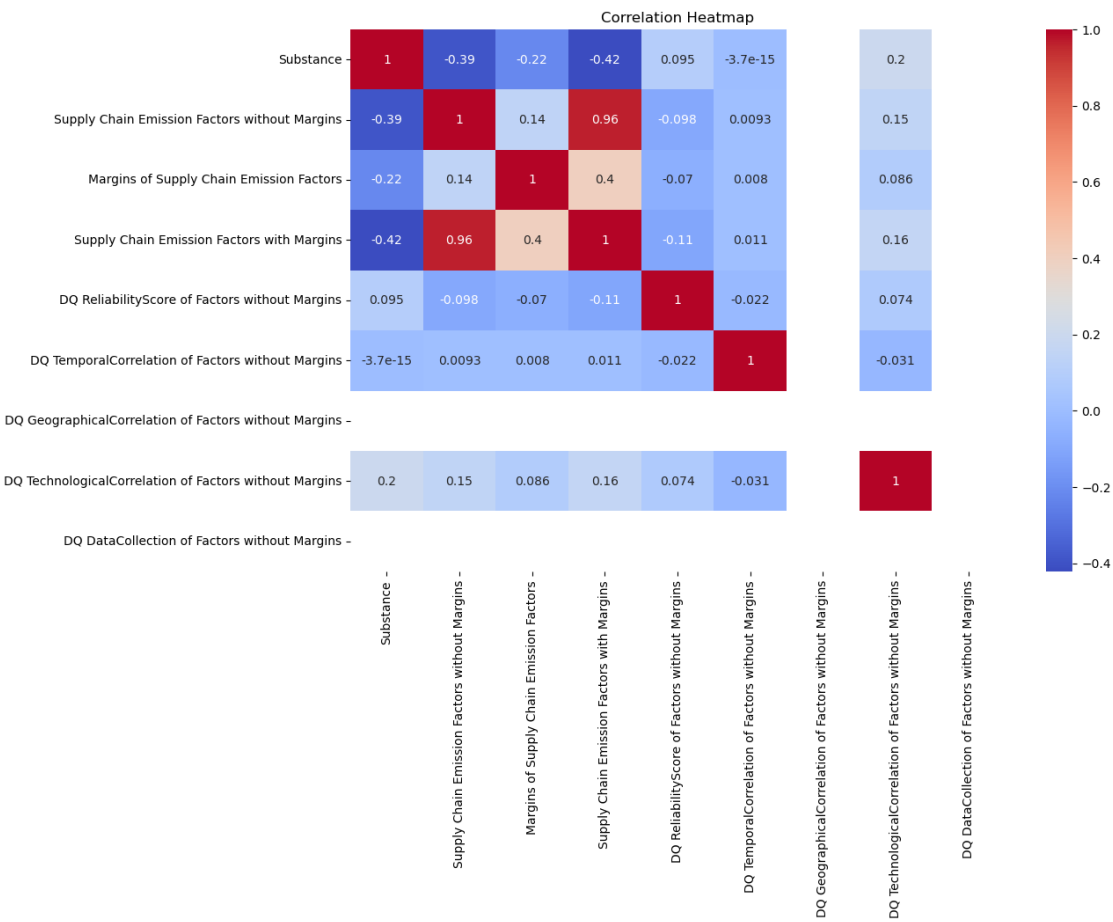 Correlation Heatmap
Substance
1 -0.39 -0.22 -0.42 0.095 -3.7e-15 0.2
Supply Chain Emission Factors without Margins
-0.39 1 0.14 0.96 -0.098 0.0093 0.15
Margins of Supply Chain Emission Factors
-0.22 0.14 1 0.4 -0.07 0.008 0.086
Supply Chain Emission Factors with Margins
-0.42 0.96 0.4 1 -0.11 0.011 0.16
DQ ReliabilityScore of Factors without Margins
0.095 -0.098 -0.07 -0.11 1 -0.022 0.074
DQ TemporalCorrelation of Factors without Margins
-3.7e-15 0.0093 0.008 0.011 -0.022 1 -0.031
DQ GeographicalCorrelation of Factors without Margins
DQ TechnologicalCorrelation of Factors without Margins
0.2 0.15 0.086 0.16 0.074 -0.031 1
DQ DataCollection of Factors without Margins
Substance
Supply Chain Emission Factors without Margins
Margins of Supply Chain Emission Factors
Supply Chain Emission Factors with Margins
DQ ReliabilityScore of Factors without Margins
DQ TemporalCorrelation of Factors without Margins
DQ GeographicalCorrelation of Factors without Margins
DQ TechnologicalCorrelation of Factors without Margins
DQ DataCollection of Factors without Margins
1.0
0.8
0.6
0.4
0.2
0.0
−0.2
−0.4